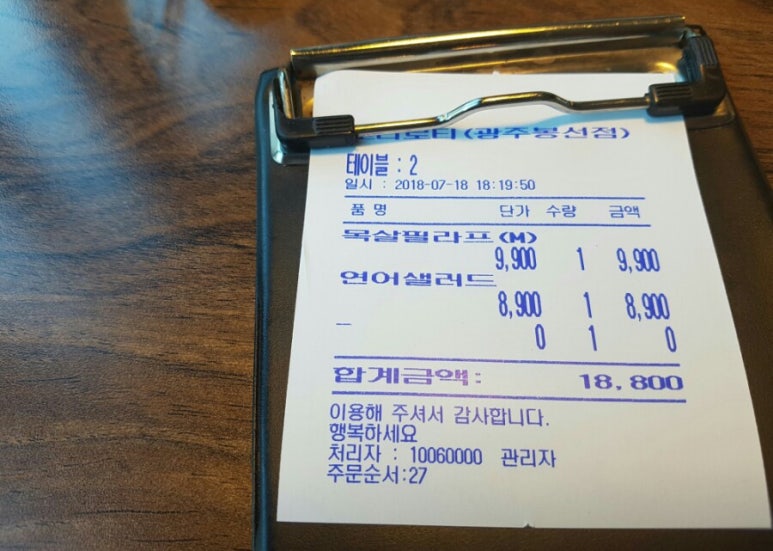 (광주봉선점)
테이블 : 2
일시 : 2018-07-18 18:19:50
품 명 단가 수량 금액
목살필라프(M)
9,900 1 9,900
연어샐러드
8,900 1 8,900
0 1 0
합계금액: 18,800
이용해 주셔서 감사합니다.
행복하세요
처리자 : 10060000 관리자
주문순서:27